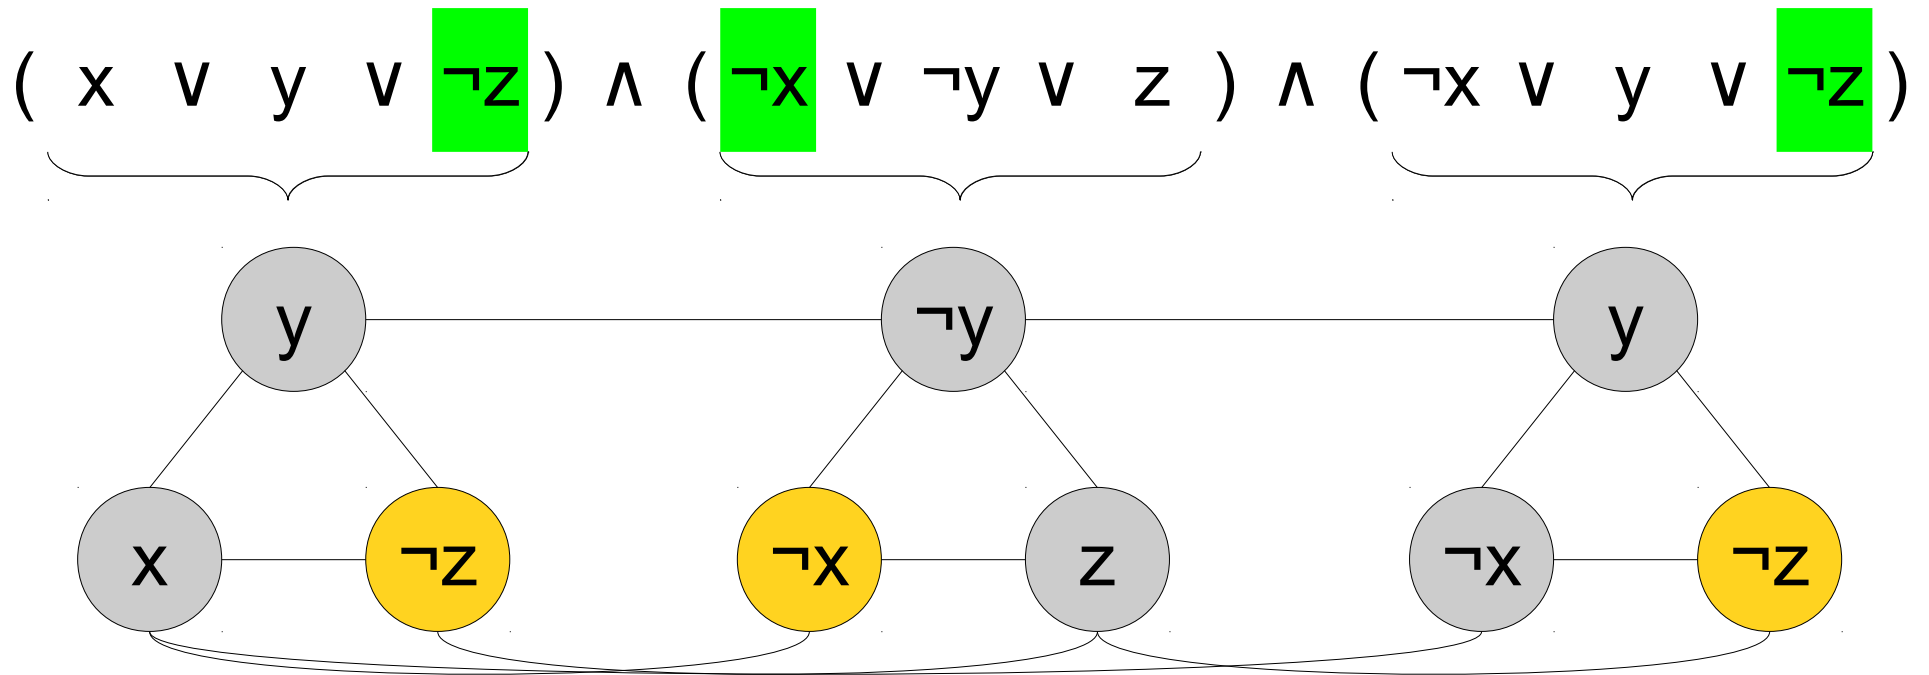 ( x ∨ y ∨ ¬z ) ∧ ( ¬x ∨ ¬y ∨ z ) ∧ ( ¬x ∨ y ∨ ¬z )
y ¬y y
x ¬z ¬x z ¬x ¬z